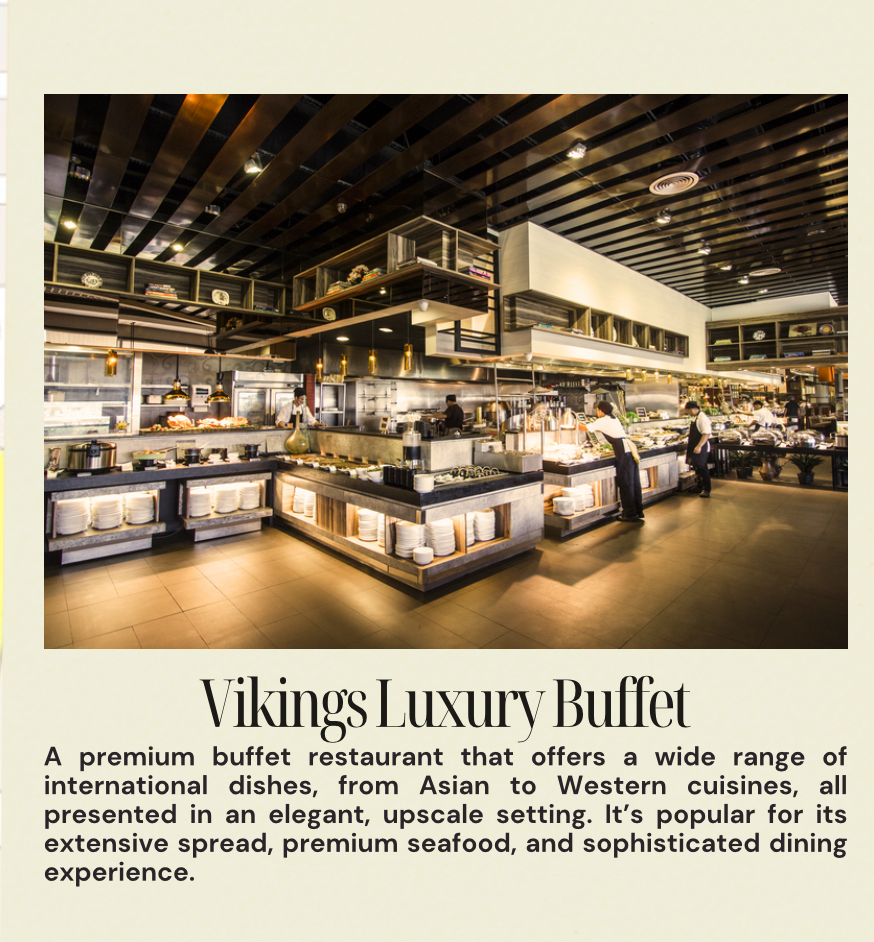 Vikings Luxury Buffet
A premium buffet restaurant that offers a wide range of
international dishes, from Asian to Western cuisines, all
presented in an elegant, upscale setting. It’s popular for its
extensive spread, premium seafood, and sophisticated dining
experience.